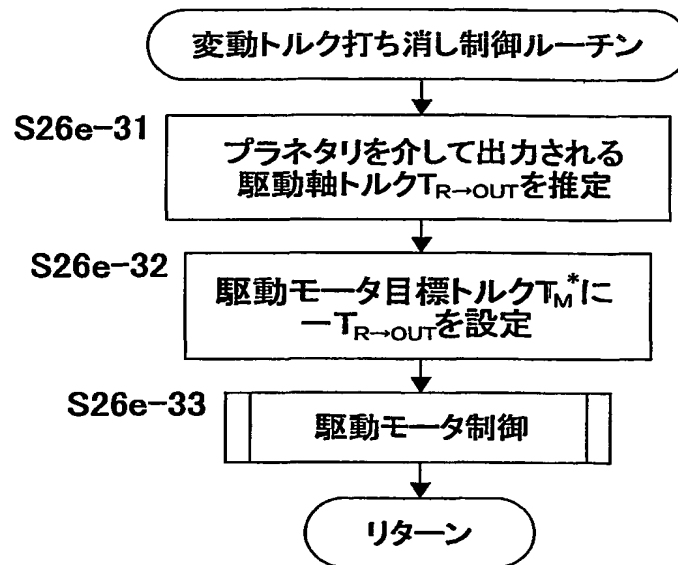 変動トルク打ち消し制御ルーチン
S26e-31
プラネタリを介して出力される
駆動軸トルクTR→OUTを推定
S26e-32
駆動モータ目標トルクTM*に
ーTR→OUTを設定
S26e-33
駆動モータ制御
リターン